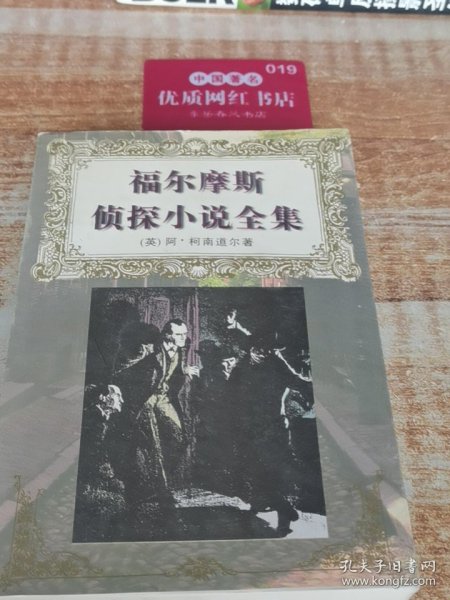 019
中国著名
优质网红书店
福尔摩斯
侦探小说全集
(英)阿·柯南道尔著
孔夫子旧书网
www.kongfz.com